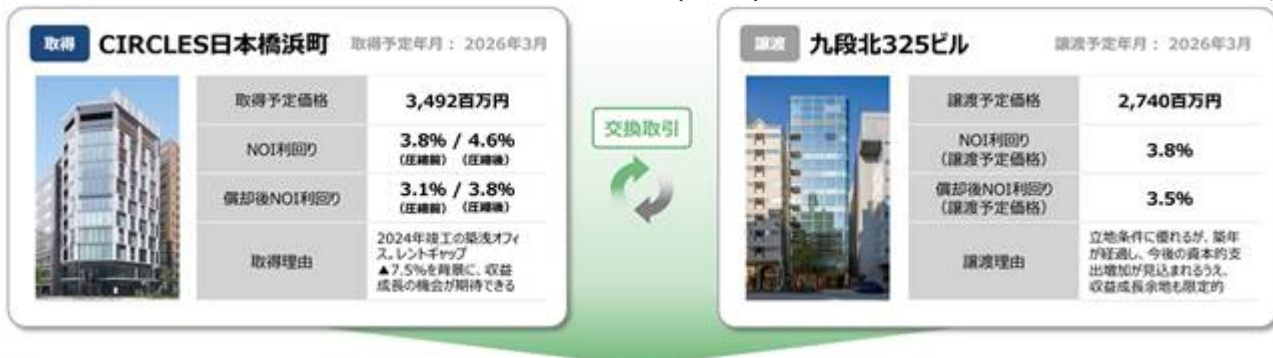 取得 CIRCLES日本橋浜町 取得予定年月： 2026年3月
取得予定価格 3,492百万円
NOI利回り 3.8% / 4.6%
（圧縮前） （圧縮後）
償却後NOI利回り 3.1% / 3.8%
（圧縮前） （圧縮後）
取得理由
2024年竣工の築浅オフィ
ス。レントギャップ
▲7.5%を背景に、収益
成長の機会が期待できる
交換取引
譲渡 九段北325ビル 譲渡予定年月： 2026年3月
譲渡予定価格 2,740百万円
NOI利回り
（譲渡予定価格）
3.8%
償却後NOI利回り
（譲渡予定価格）
3.5%
譲渡理由
立地条件に優れるが、築年
が経過し、今後の資本的支
出増加が見込まれるうえ、
収益成長余地も限定的